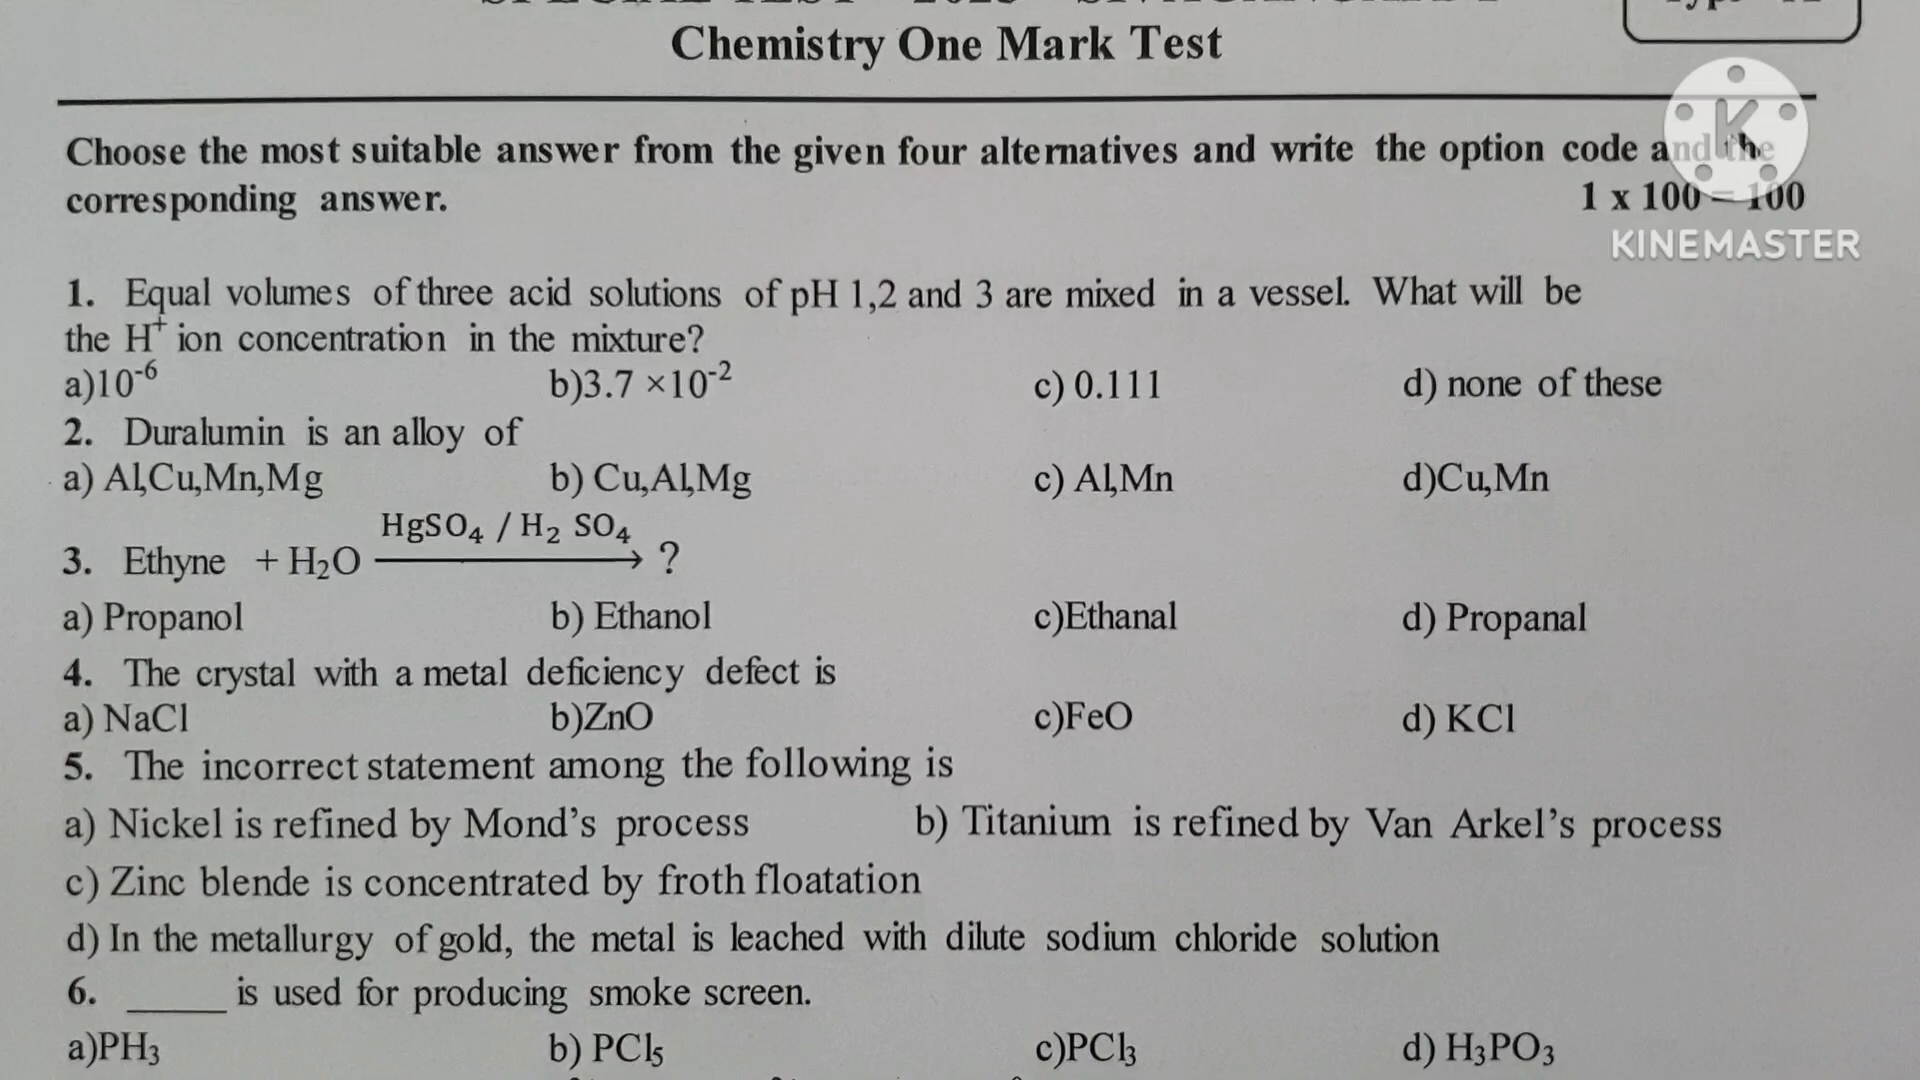 Chemistry One Mark Test
Choose the most suitable answer from the given four alternatives and write the option code and the
corresponding answer. 1 x 100 = 100
KINEMASTER
1. Equal volumes of three acid solutions of pH 1,2 and 3 are mixed in a vessel. What will be
the H⁺ ion concentration in the mixture?
a)10⁻⁶ b)3.7 ×10⁻² c) 0.111 d) none of these
2. Duralumin is an alloy of
a) Al,Cu,Mn,Mg b) Cu,Al,Mg c) Al,Mn d)Cu,Mn
HgSO₄ / H₂ SO₄
3. Ethyne + H₂O ⟶ ?
a) Propanol b) Ethanol c)Ethanal d) Propanal
4. The crystal with a metal deficiency defect is
a) NaCl b)ZnO c)FeO d) KCl
5. The incorrect statement among the following is
a) Nickel is refined by Mond’s process b) Titanium is refined by Van Arkel’s process
c) Zinc blende is concentrated by froth floatation
d) In the metallurgy of gold, the metal is leached with dilute sodium chloride solution
6. _____ is used for producing smoke screen.
a)PH₃ b) PCl₅ c)PCl₃ d) H₃PO₃